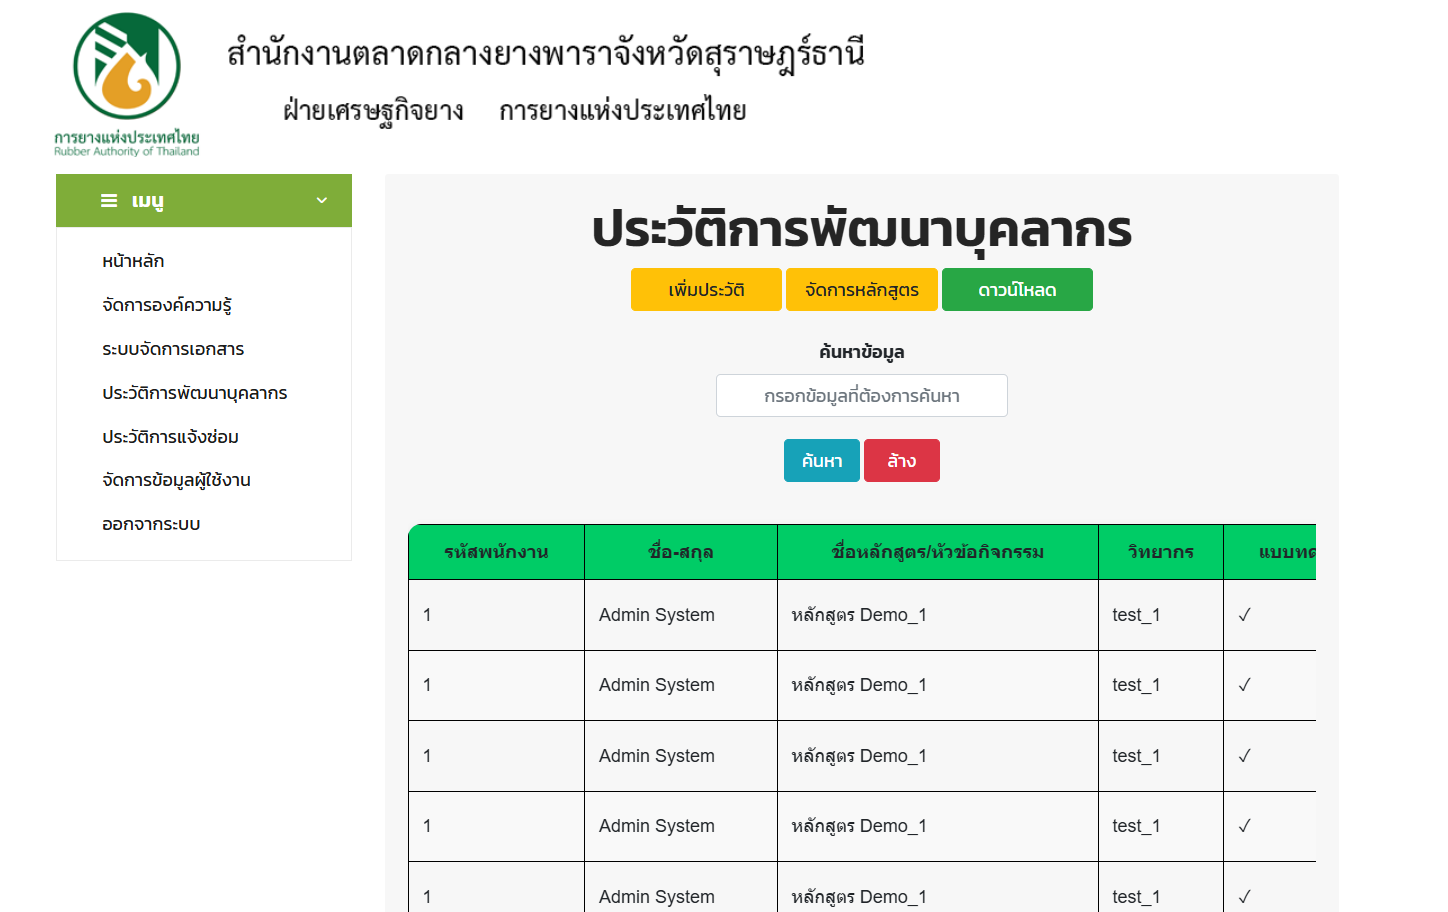 สำนักงานตลาดกลางยางพาราจังหวัดสุราษฎร์ธานี
ฝ่ายเศรษฐกิจยาง การยางแห่งประเทศไทย
การยางแห่งประเทศไทย
Rubber Authority of Thailand
เมนู
หน้าหลัก
จัดการองค์ความรู้
ระบบจัดการเอกสาร
ประวัติการพัฒนาบุคลากร
ประวัติการแจ้งซ่อม
จัดการข้อมูลผู้ใช้งาน
ออกจากระบบ
ประวัติการพัฒนาบุคลากร
เพิ่มประวัติ จัดการหลักสูตร ดาวน์โหลด
ค้นหาข้อมูล
กรอกข้อมูลที่ต้องการค้นหา
ค้นหา ล้าง
รหัสพนักงาน ชื่อ-สกุล ชื่อหลักสูตร/หัวข้อกิจกรรม วิทยากร
1 Admin System หลักสูตร Demo_1 test_1 ✓
1 Admin System หลักสูตร Demo_1 test_1 ✓
1 Admin System หลักสูตร Demo_1 test_1 ✓
1 Admin System หลักสูตร Demo_1 test_1 ✓
1 Admin System หลักสูตร Demo_1 test_1 ✓